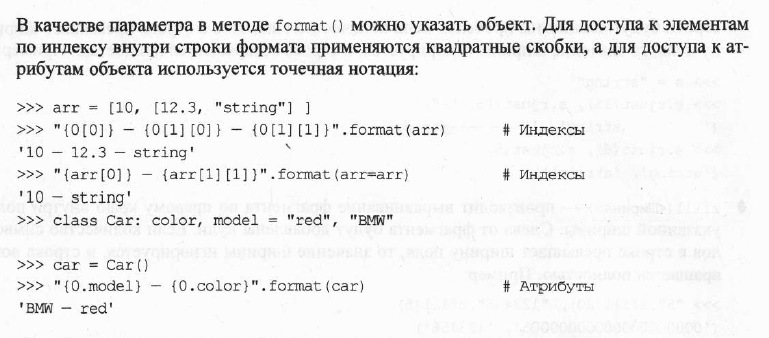 В качестве параметра в методе format() можно указать объект. Для доступа к элементам
по индексу внутри строки формата применяются квадратные скобки, а для доступа к ат-
рибутам объекта используется точечная нотация:
>>> arr = [10, [12.3, "string"] ]
>>> "{0[0]} — {0[1][0]} — {0[1][1]}".format(arr) # Индексы
'10 — 12.3 — string'
>>> "{arr[0]} — {arr[1][1]}".format(arr=arr) # Индексы
'10 — string'
>>> class Car: color, model = "red", "BMW"
>>> car = Car()
>>> "{0.model} — {0.color}".format(car) # Атрибуты
'BMW — red'